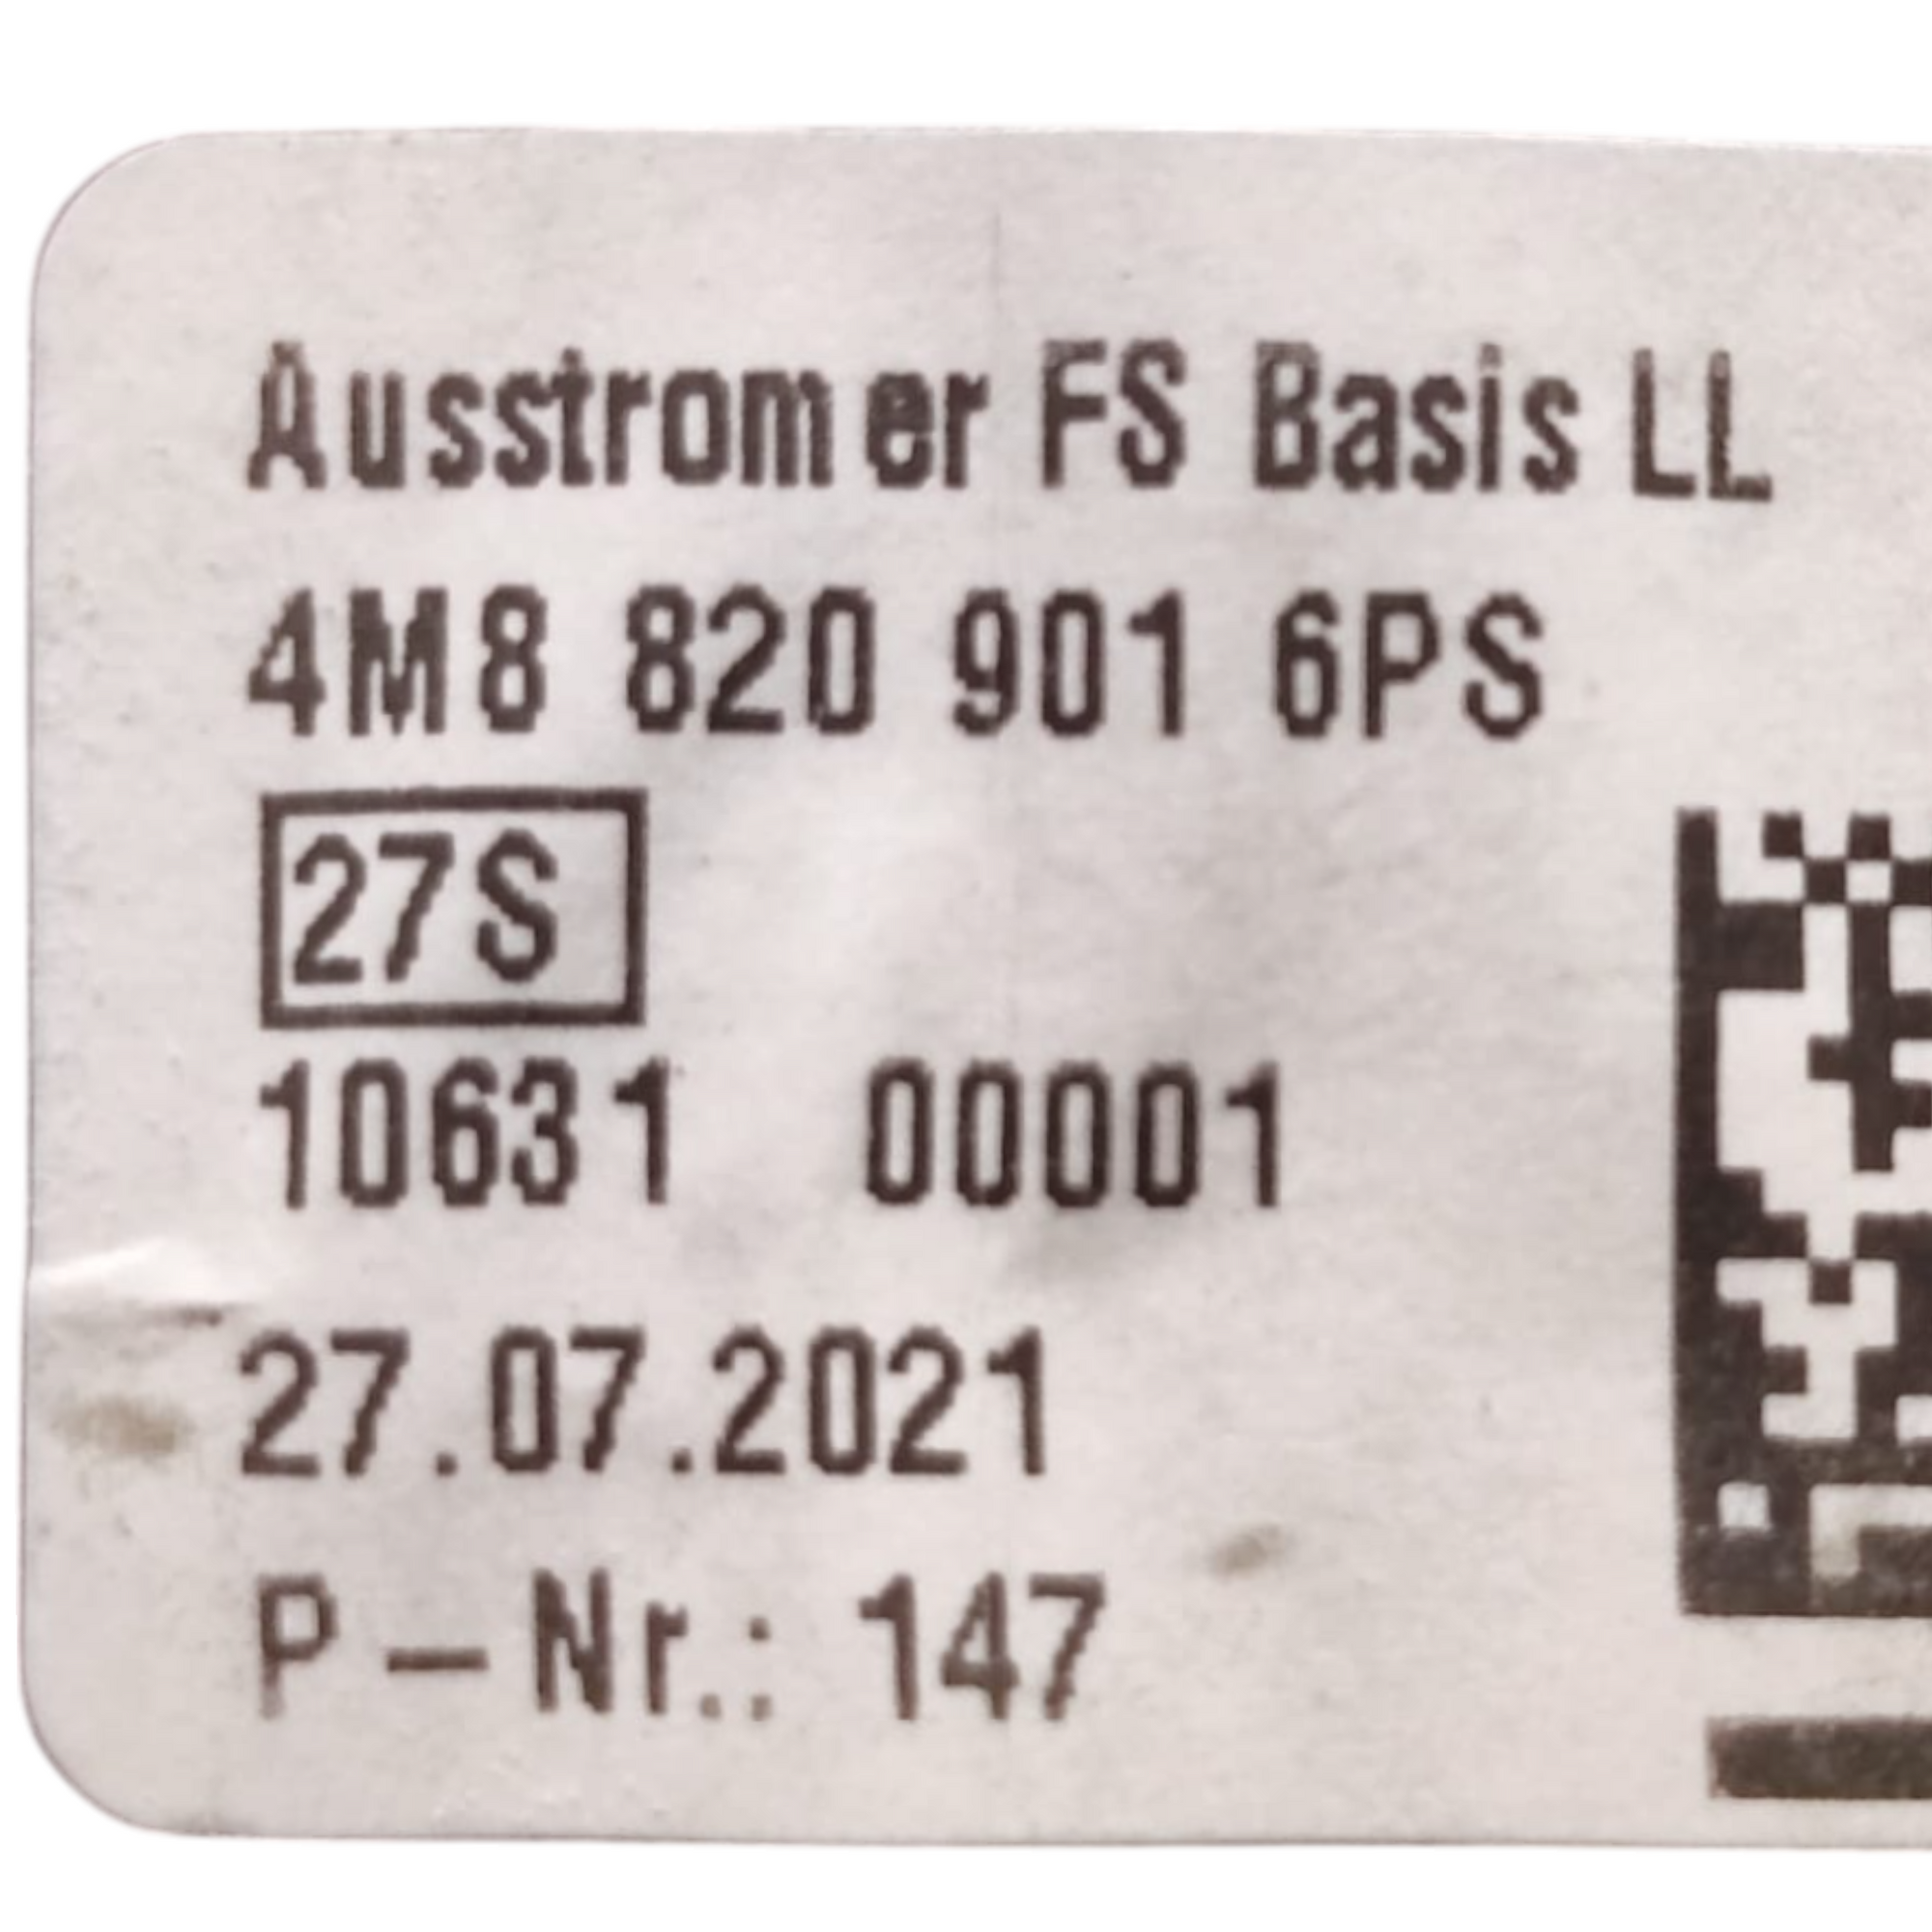 Ausstromer FS Basis LL
4M8 820 901 6PS
27S
10631 00001
27.07.2021
P-Nr.: 147